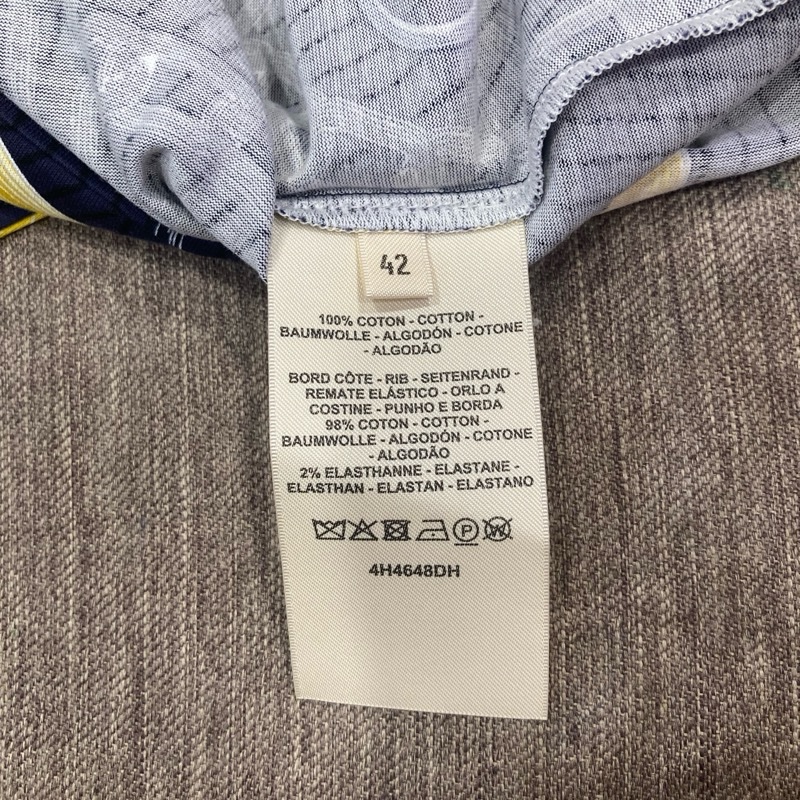 42
100% COTON - COTTON -
BAUMWOLLE - ALGODÓN - COTONE
- ALGODÃO
BORD CÔTE - RIB - SEITENRAND -
REMATE ELÁSTICO - ORLO A
COSTINE - PUNHO E BORDA
98% COTON - COTTON -
BAUMWOLLE - ALGODÓN - COTONE
- ALGODÃO
2% ELASTHANNE - ELASTANE -
ELASTHAN - ELASTAN - ELASTANO
P W
4H4648DH